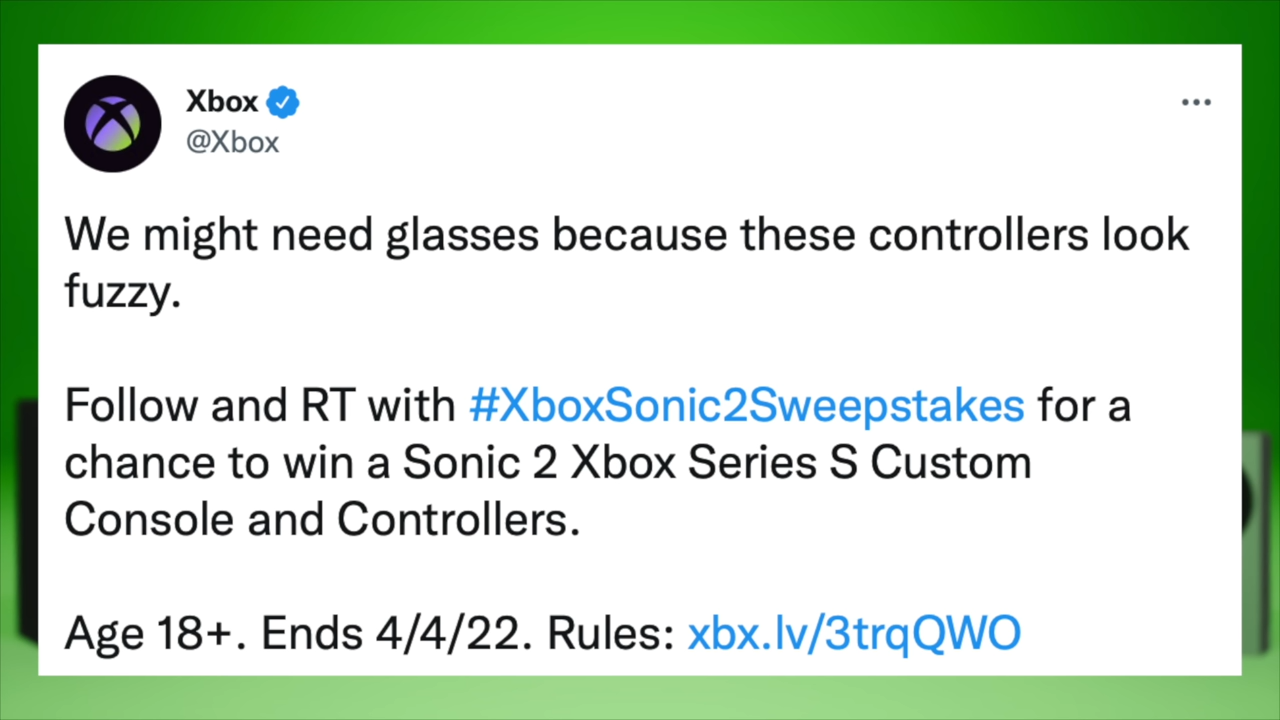 Xbox
@Xbox
We might need glasses because these controllers look
fuzzy.
Follow and RT with #XboxSonic2Sweepstakes for a
chance to win a Sonic 2 Xbox Series S Custom
Console and Controllers.
Age 18+. Ends 4/4/22. Rules: xbx.lv/3trqQWO